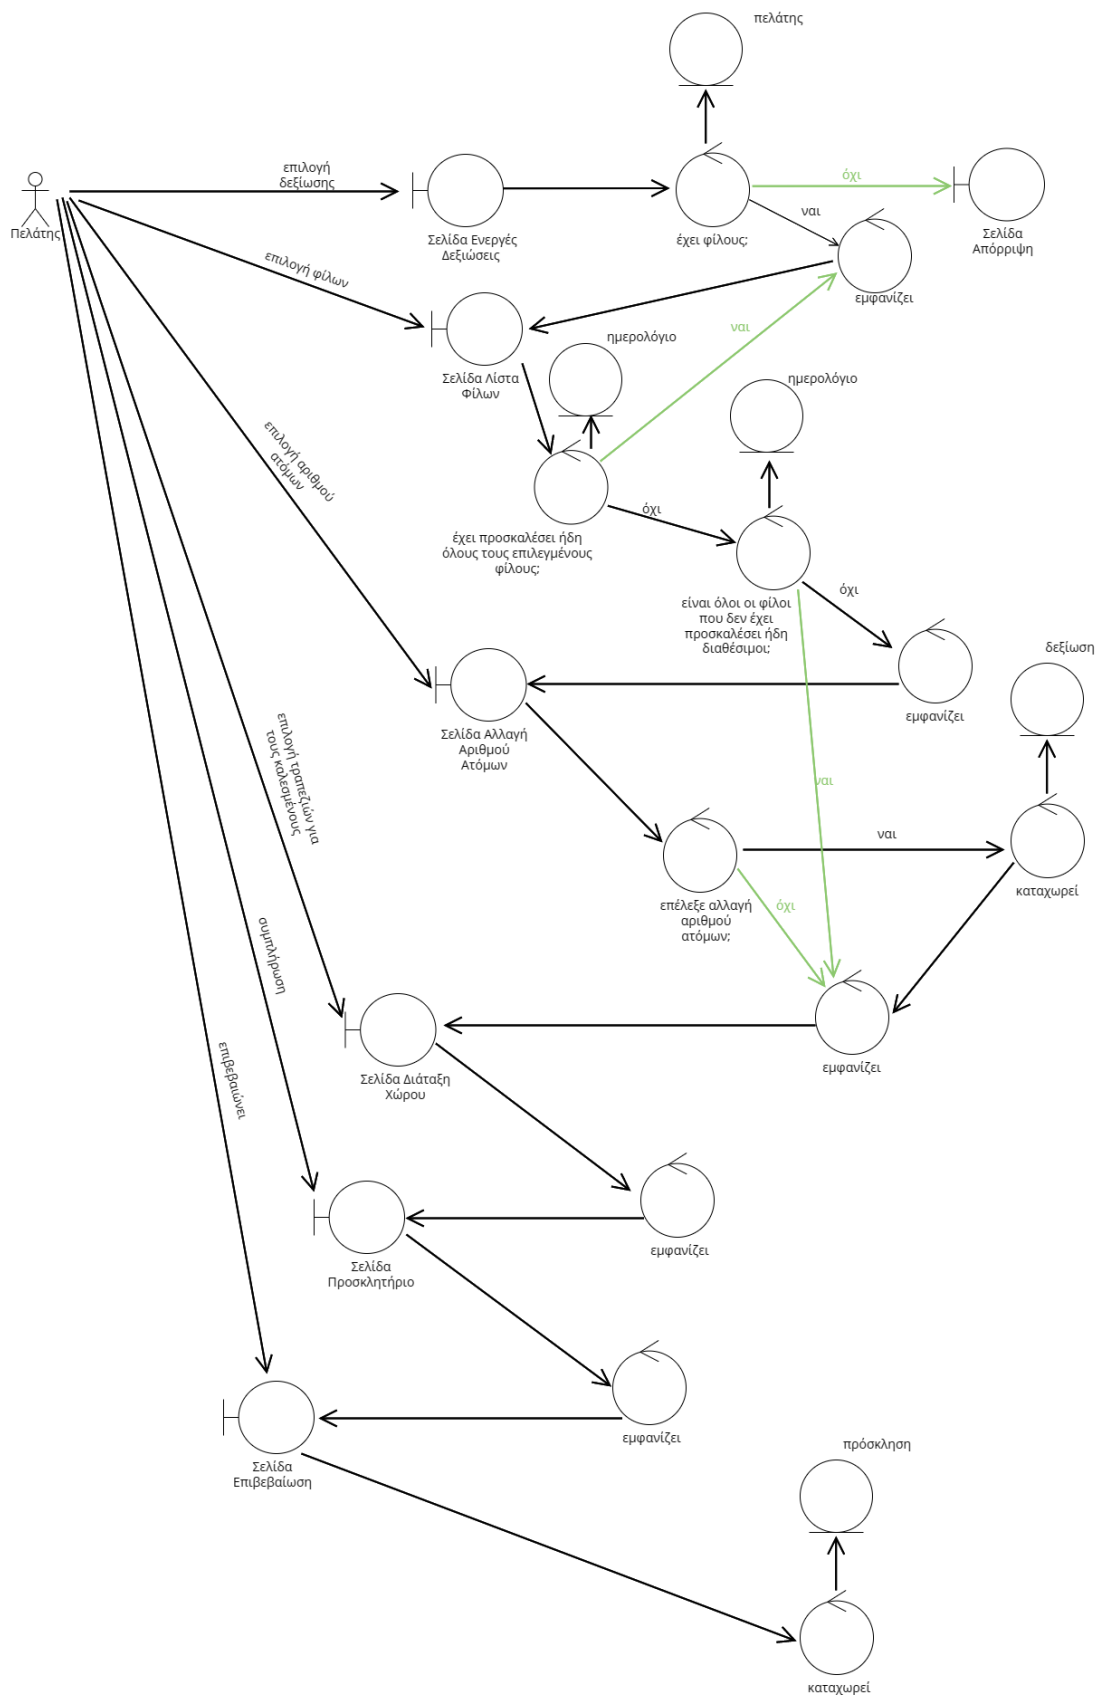 πελάτης
επιλογή
δεξίωσης
όχι
ναι
Πελάτης
Σελίδα Ενεργές
Δεξιώσεις
έχει φίλους;
Σελίδα
Απόρριψη
επιλογή φίλων
εμφανίζει
ναι
ημερολόγιο
Σελίδα Λίστα
Φίλων
ημερολόγιο
επιλογή αριθμού
ατόμων
όχι
έχει προσκαλέσει ήδη
όλους τους επιλεγμένους
φίλους;
όχι
είναι όλοι οι φίλοι
που δεν έχει
προσκαλέσει ήδη
διαθέσιμοι;
δεξίωση
εμφανίζει
Σελίδα Αλλαγή
Αριθμού
Ατόμων
επιλογή τραπεζιών για
τους καλεσμένους
ναι
ναι
καταχωρεί
επέλεξε αλλαγή
αριθμού
ατόμων;
όχι
συμπλήρωση
επιβεβαιώνει
εμφανίζει
Σελίδα Διάταξη
Χώρου
εμφανίζει
Σελίδα
Προσκλητήριο
εμφανίζει
πρόσκληση
Σελίδα
Επιβεβαίωση
καταχωρεί